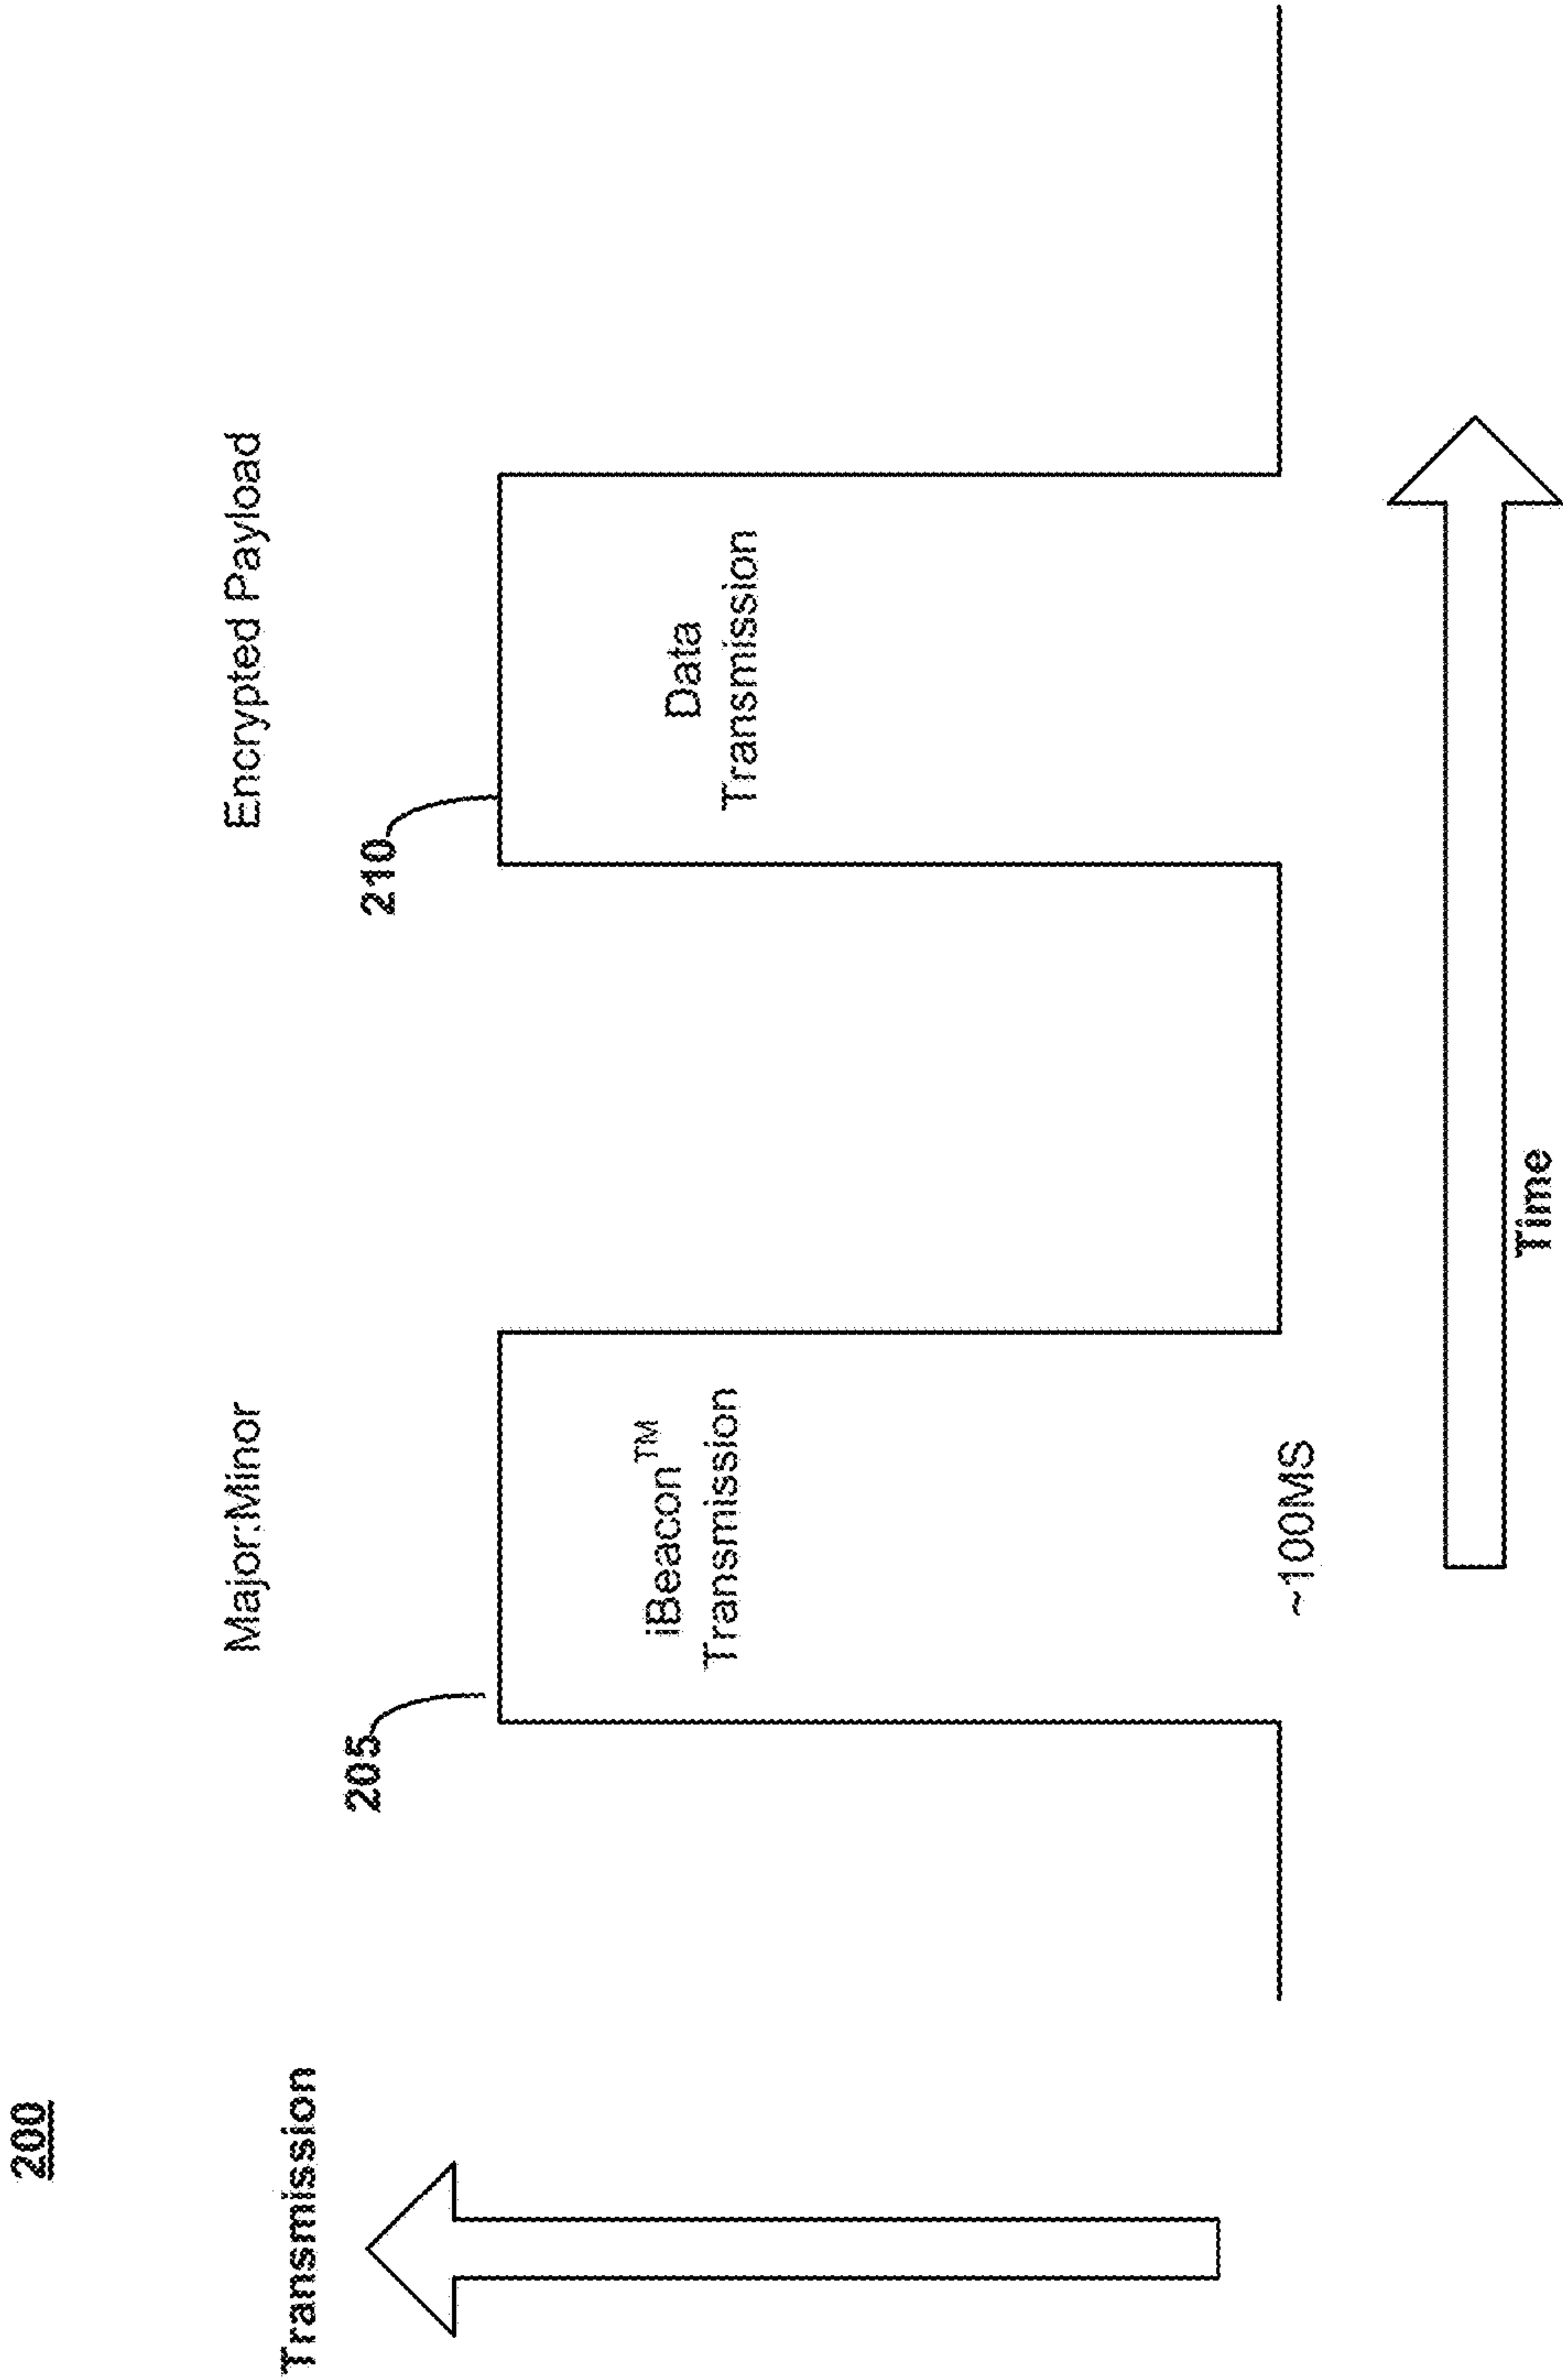 200
Transmission
Major:Minor
Encrypted Payload
205
210
iBeacon™
Transmission
Data
Transmission
~100MS
Time